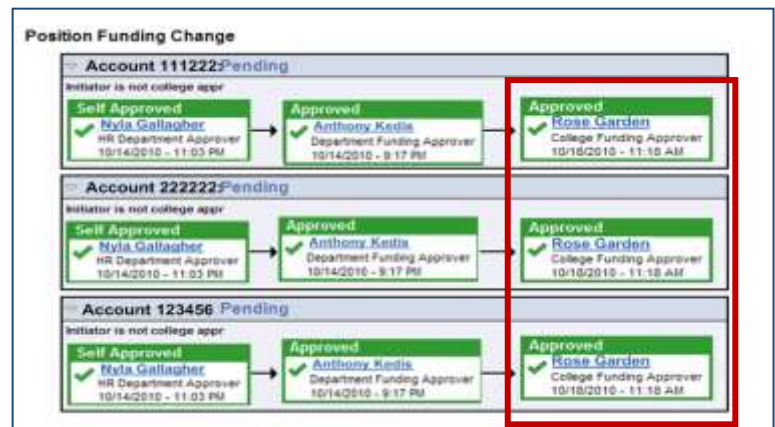 Position Funding Change
Account 111222:Pending
Initiator is not college appr
Self Approved
Nyla Gallagher
HR Department Approver
10/14/2010 - 11:03 PM
Approved
Anthony Kedis
Department Funding Approver
10/14/2010 - 9:17 PM
Approved
Rose Garden
College Funding Approver
10/18/2010 - 11:18 AM
Account 222222:Pending
Initiator is not college appr
Self Approved
Nyla Gallagher
HR Department Approver
10/14/2010 - 11:03 PM
Approved
Anthony Kedis
Department Funding Approver
10/14/2010 - 9:17 PM
Approved
Rose Garden
College Funding Approver
10/18/2010 - 11:18 AM
Account 123456 Pending
Initiator is not college appr
Self Approved
Nyla Gallagher
HR Department Approver
10/14/2010 - 11:03 PM
Approved
Anthony Kedis
Department Funding Approver
10/14/2010 - 9:17 PM
Approved
Rose Garden
College Funding Approver
10/18/2010 - 11:18 AM